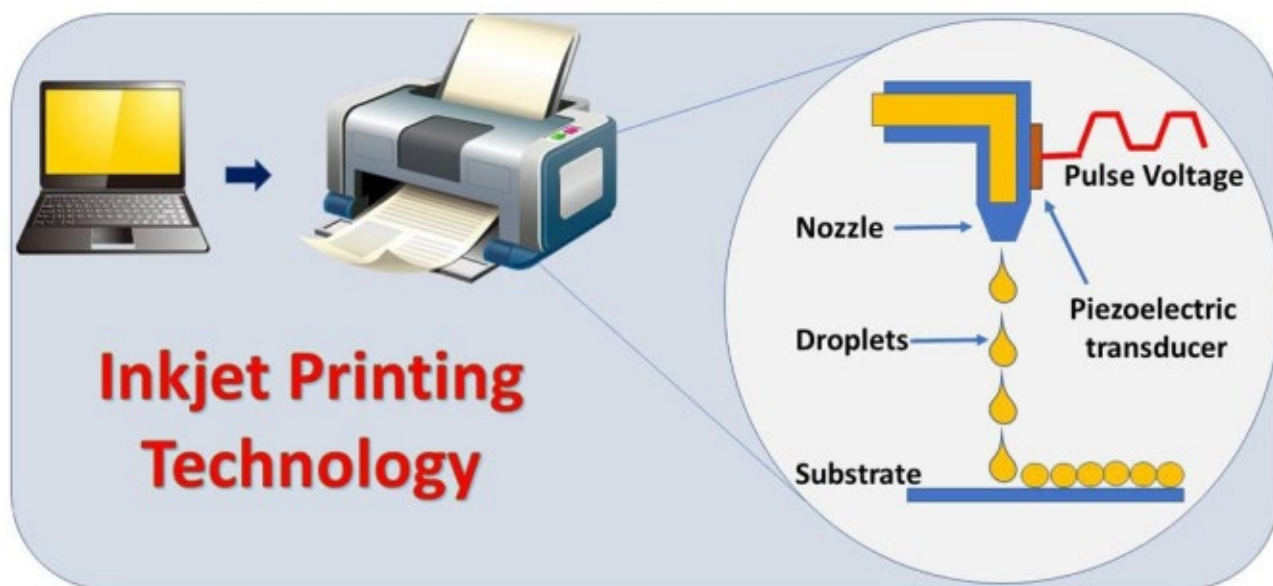 Inkjet Printing
Technology
Pulse Voltage
Nozzle
Piezoelectric
transducer
Droplets
Substrate